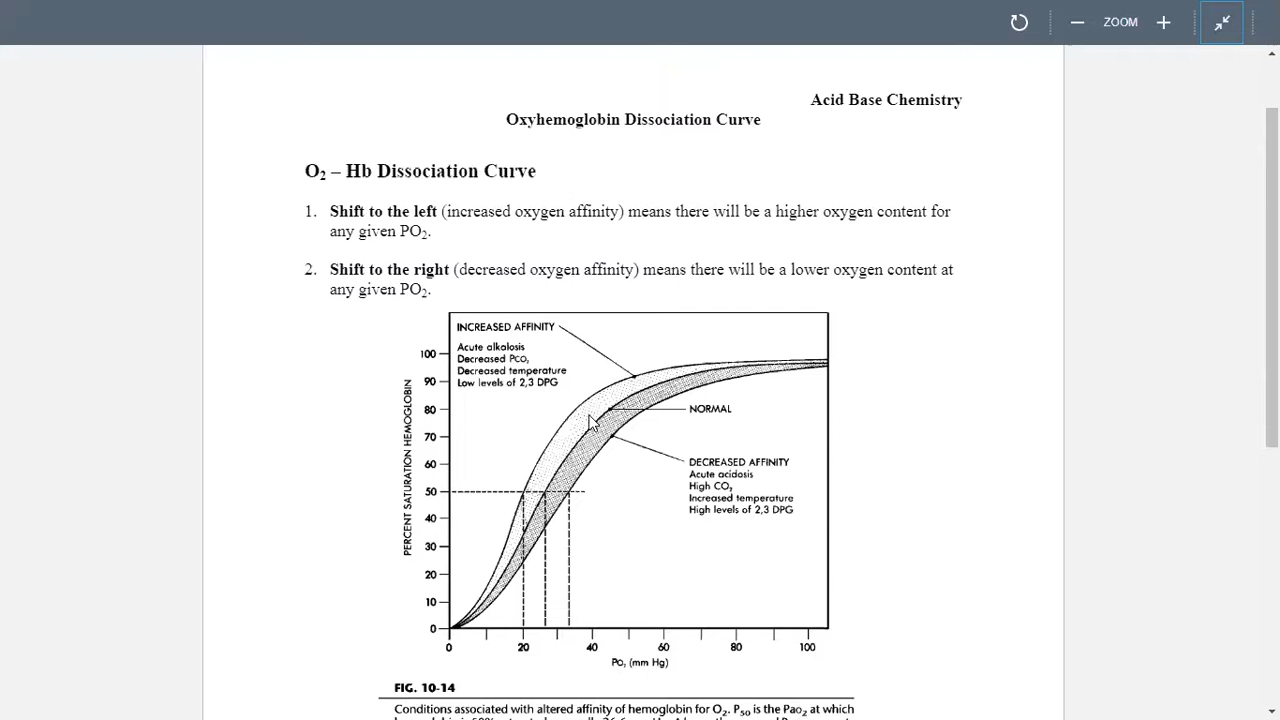 ZOOM
Acid Base Chemistry
Oxyhemoglobin Dissociation Curve
O₂ – Hb Dissociation Curve
1. Shift to the left (increased oxygen affinity) means there will be a higher oxygen content for
any given PO₂.
2. Shift to the right (decreased oxygen affinity) means there will be a lower oxygen content at
any given PO₂.
INCREASED AFFINITY
Acute alkalosis
Decreased PCO₂
Decreased temperature
Low levels of 2,3 DPG
NORMAL
DECREASED AFFINITY
Acute acidosis
High CO₂
Increased temperature
High levels of 2,3 DPG
PERCENT SATURATION HEMOGLOBIN
100
90
80
70
60
50
40
30
20
10
0
0 20 40 60 80 100
PO₂ (mm Hg)
FIG. 10-14
Conditions associated with altered affinity of hemoglobin for O₂. P₅₀ is the PaO₂ at which